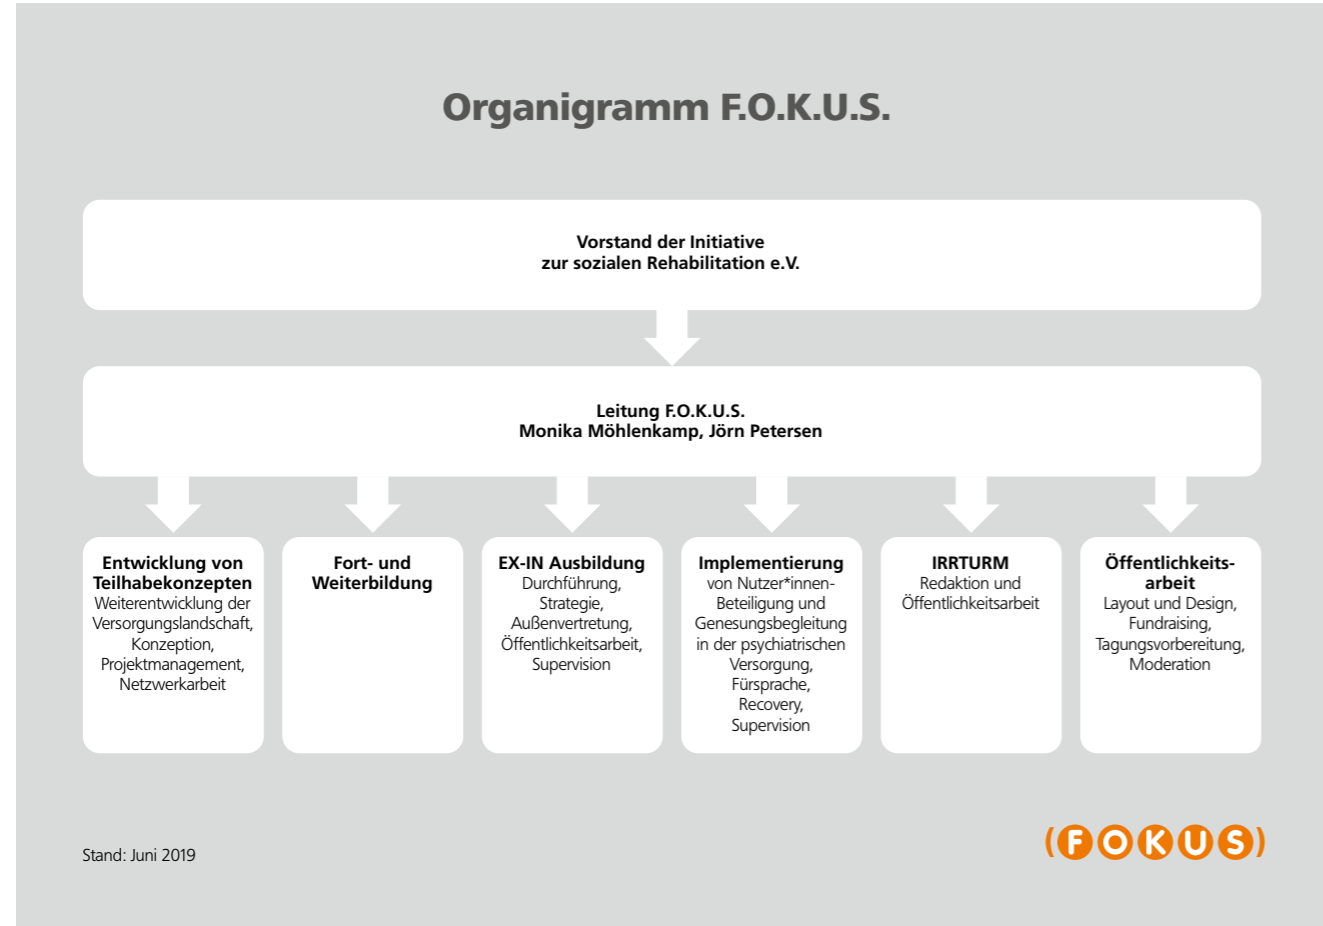 Organigramm F.O.K.U.S.
Vorstand der Initiative
zur sozialen Rehabilitation e.V.
Leitung F.O.K.U.S.
Monika Möhlenkamp, Jörn Petersen
Entwicklung von
Teilhabekonzepten
Weiterentwicklung der
Versorgungslandschaft,
Konzeption,
Projektmanagement,
Netzwerkarbeit
Fort- und
Weiterbildung
EX-IN Ausbildung
Durchführung,
Strategie,
Außenvertretung,
Öffentlichkeitsarbeit,
Supervision
Implementierung
von Nutzer*innen-
Beteiligung und
Genesungsbegleitung
in der psychiatrischen
Versorgung,
Fürsprache,
Recovery,
Supervision
IRRTURM
Redaktion und
Öffentlichkeitsarbeit
Öffentlichkeits-
arbeit
Layout und Design,
Fundraising,
Tagungsvorbereitung,
Moderation
Stand: Juni 2019
(FOKUS)